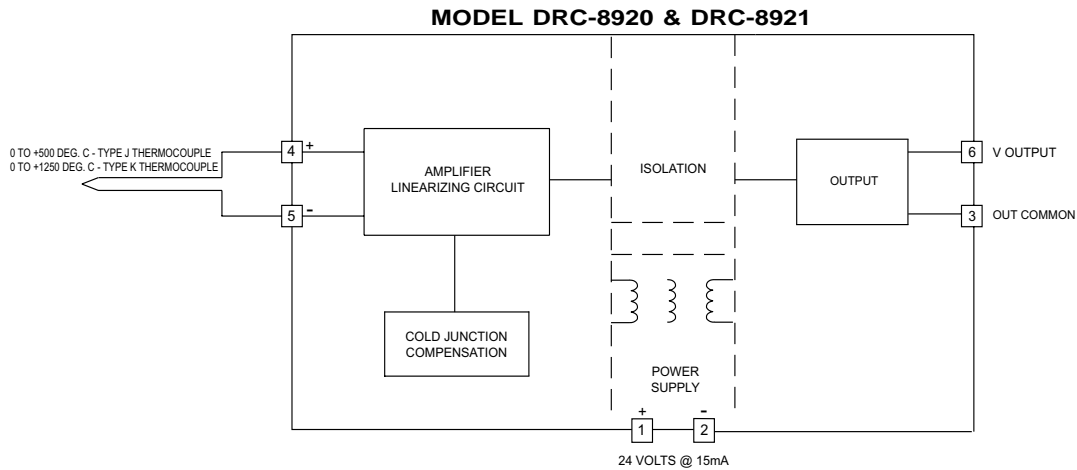 MODEL DRC-8920 & DRC-8921
0 TO +500 DEG. C - TYPE J THERMOCOUPLE
0 TO +1250 DEG. C - TYPE K THERMOCOUPLE
4 +
5 -
AMPLIFIER
LINEARIZING CIRCUIT
COLD JUNCTION
COMPENSATION
ISOLATION
POWER
SUPPLY
+ -
1 2
24 VOLTS @ 15mA
OUTPUT
6 V OUTPUT
3 OUT COMMON